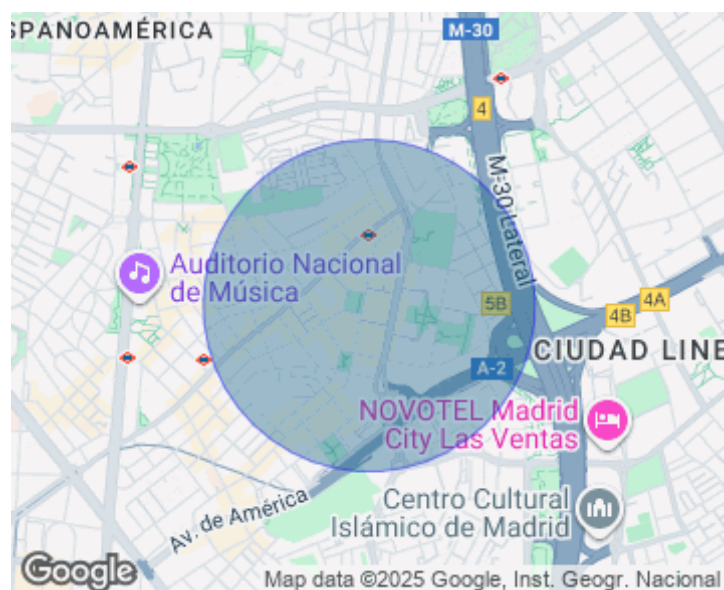 SPANOAMÉRICA
M-30
4
M-30 Lateral
Auditorio Nacional
de Música
5B
4B
4A
CIUDAD LINE
A-2
NOVOTEL Madrid
City Las Ventas
Av. de América
Centro Cultural
Islámico de Madrid
Google
Map data ©2025 Google, Inst. Geogr. Nacional